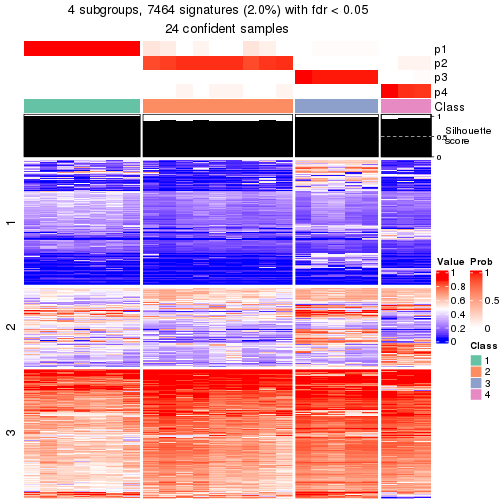 4 subgroups, 7464 signatures (2.0%) with fdr < 0.05
24 confident samples
p1
p2
p3
p4
Class
1
0.5
0
Silhouette
score
1
2
3
Value
1
0.8
0.6
0.4
0.2
0
Prob
1
0.5
0
Class
1
2
3
4